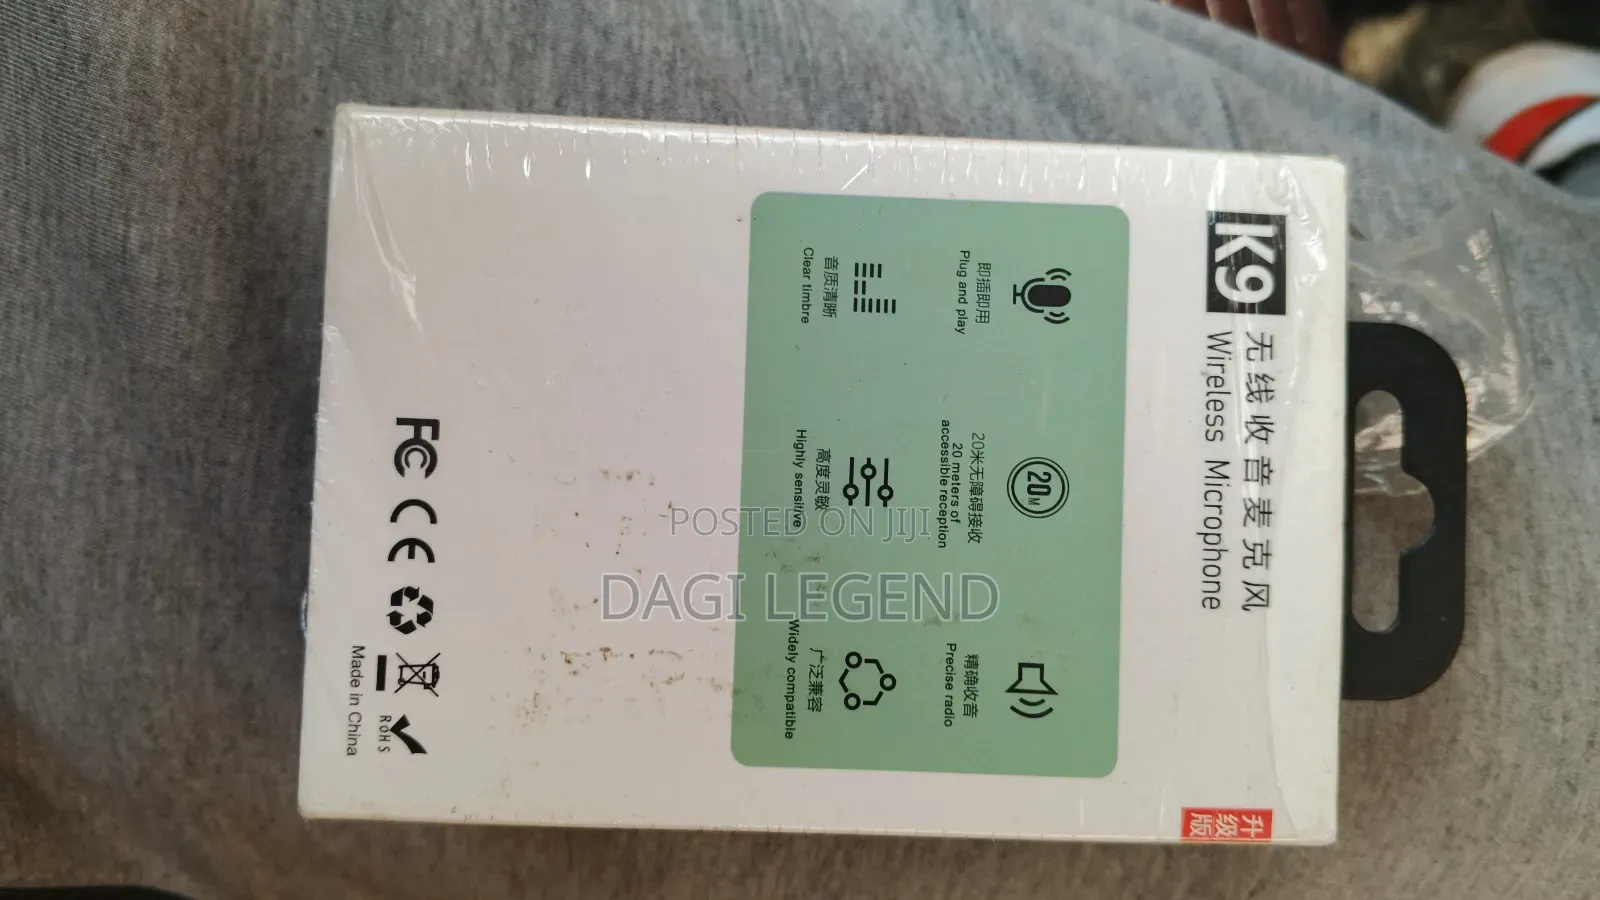 K9
无线收音麦克风
Wireless Microphone
升级版
即插即用
Plug and play
20M
20米无障碍接收
20 meters of
accessible reception
精确收音
Precise radio
音质清晰
Clear timbre
高度灵敏
Highly sensitive
广泛兼容
Widely compatible
FC CE
RoHS
Made in China
POSTED ON JIJI
DAGI LEGEND